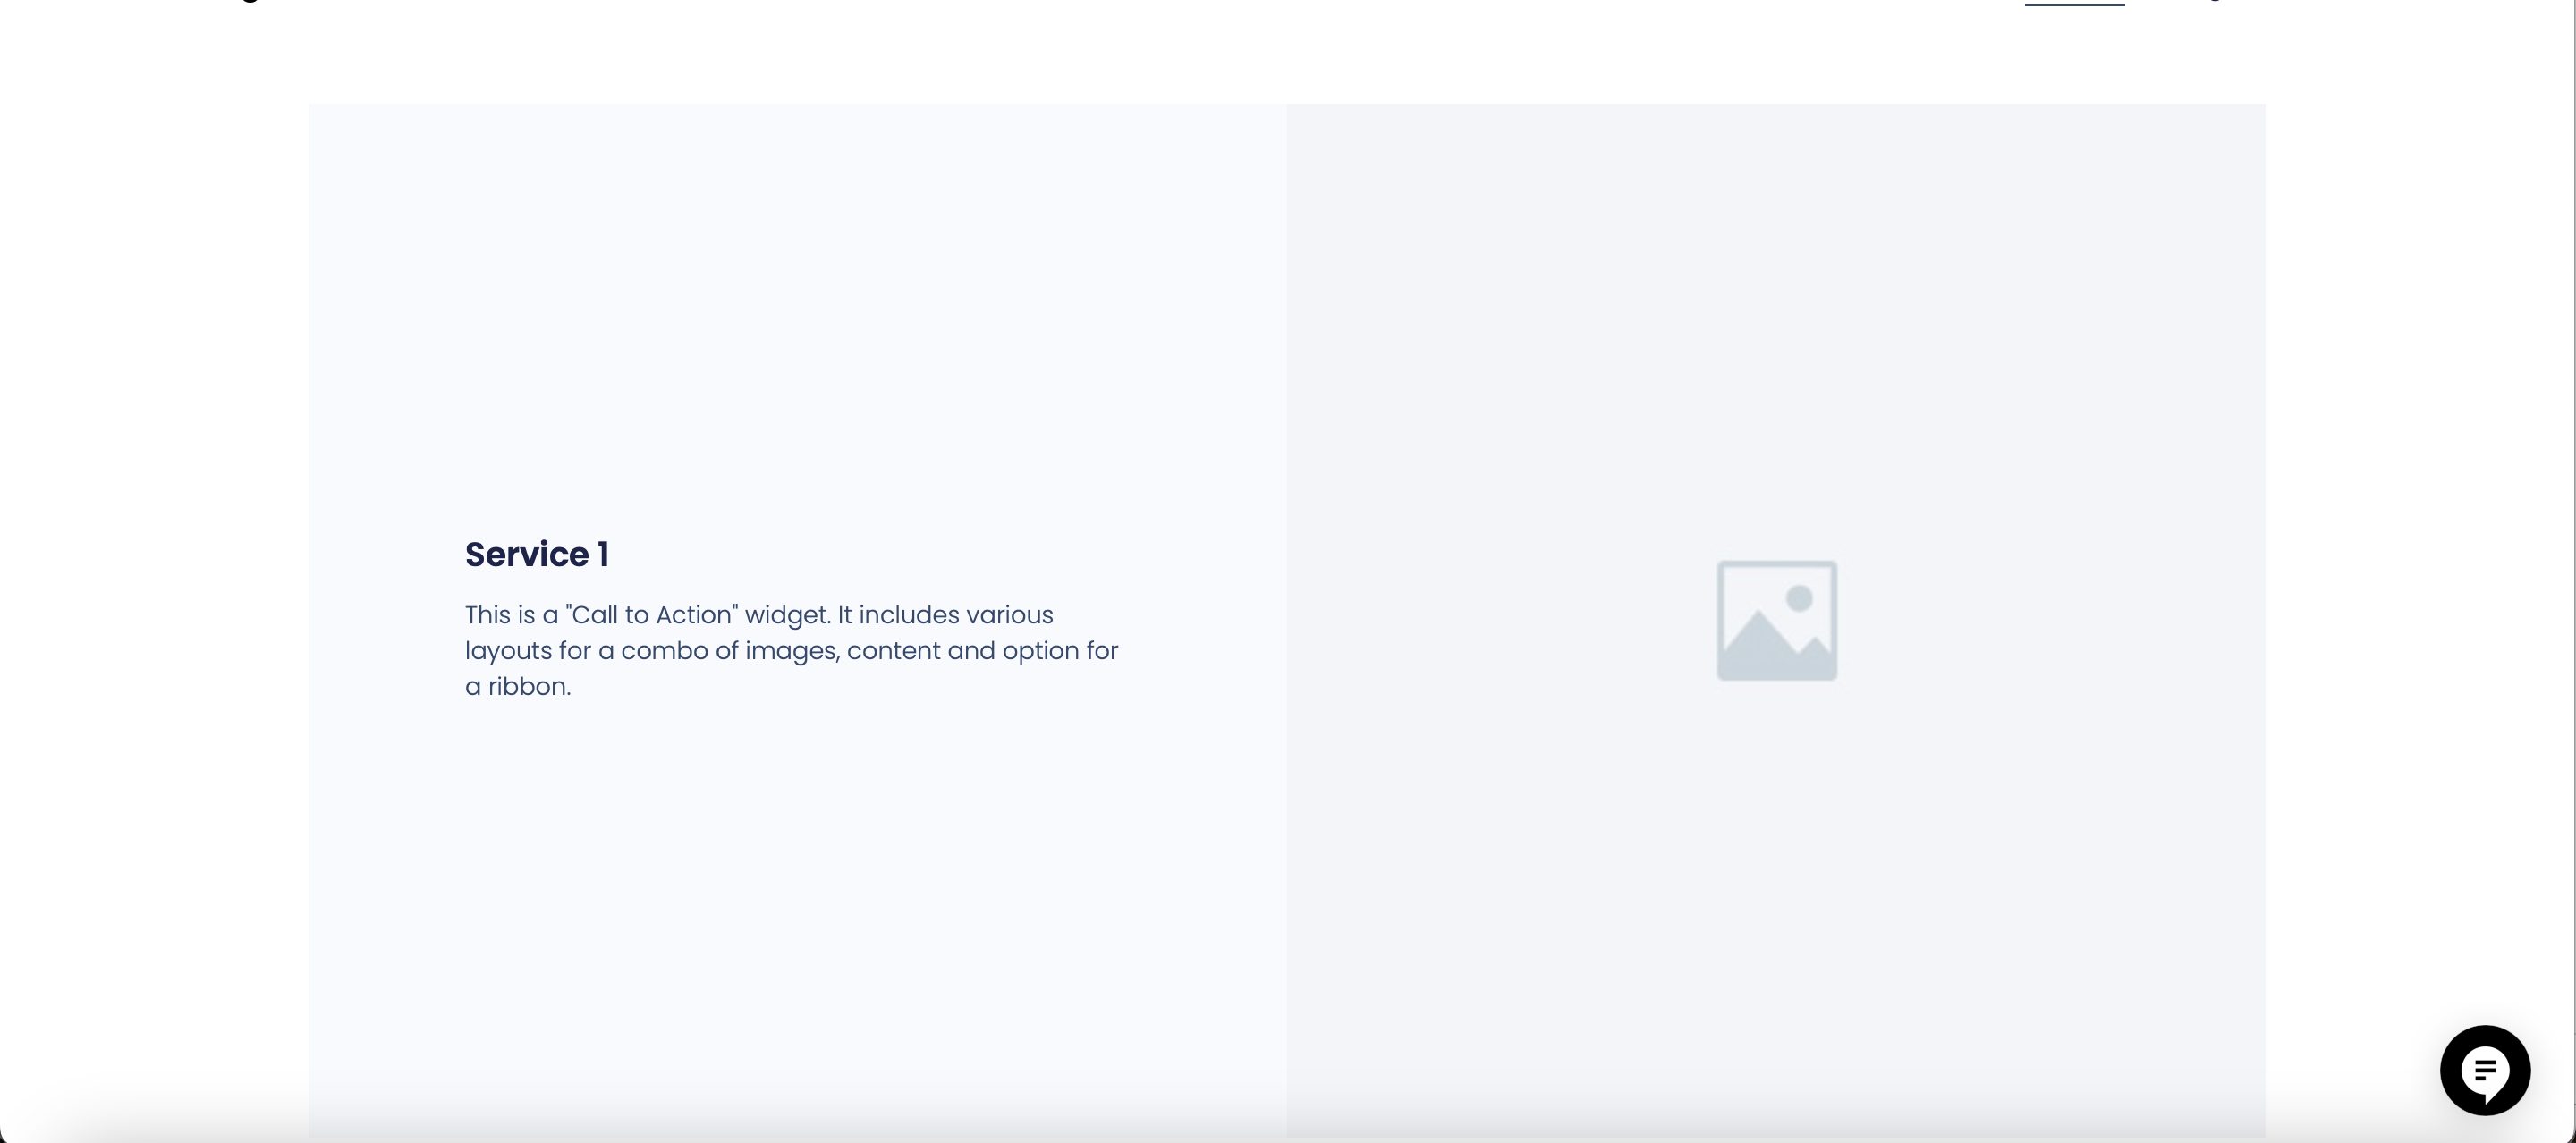 Service 1
This is a "Call to Action" widget. It includes various
layouts for a combo of images, content and option for
a ribbon.